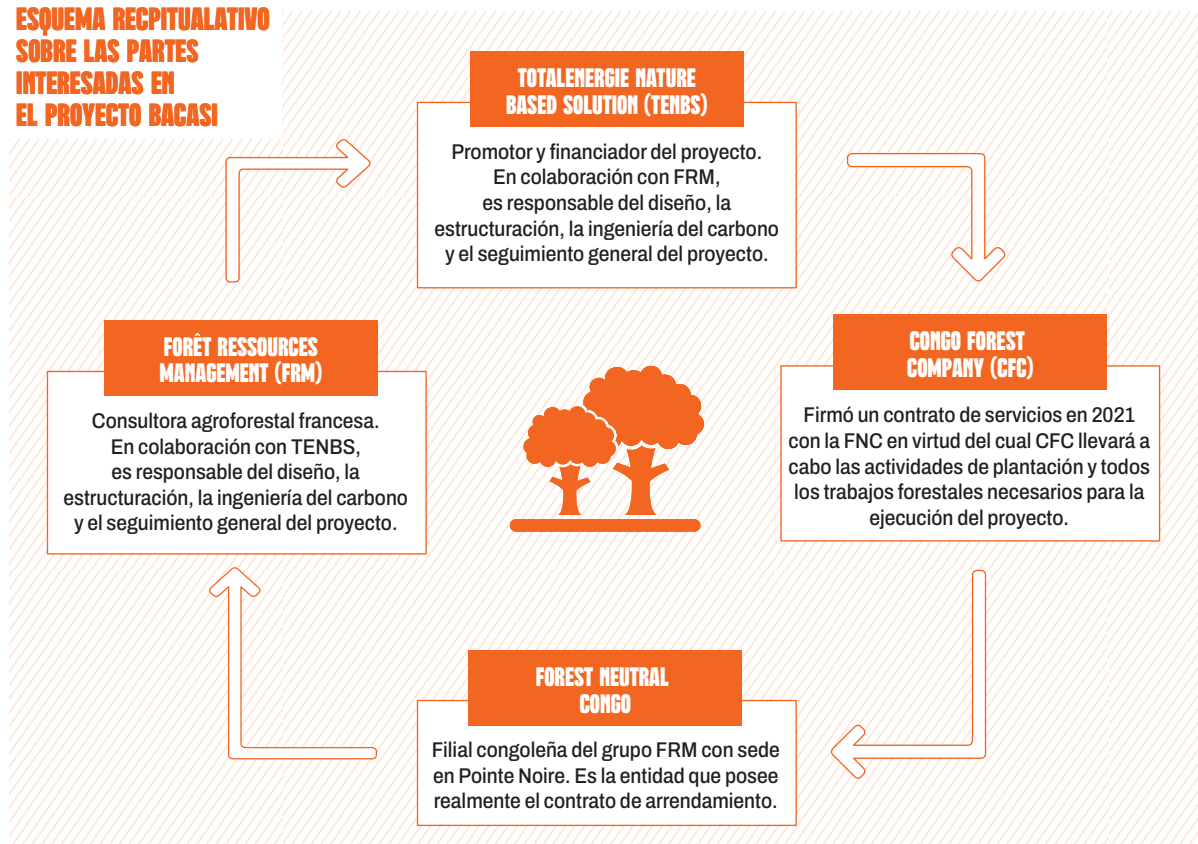 ESQUEMA RECPITUALATIVO
SOBRE LAS PARTES
INTERESADAS EN
EL PROYECTO BACASI
TOTALENERGIE NATURE
BASED SOLUTION (TENBS)
Promotor y financiador del proyecto.
En colaboración con FRM,
es responsable del diseño, la
estructuración, la ingeniería del carbono
y el seguimiento general del proyecto.
FORÊT RESSOURCES
MANAGEMENT (FRM)
Consultora agroforestal francesa.
En colaboración con TENBS,
es responsable del diseño, la
estructuración, la ingeniería del carbono
y el seguimiento general del proyecto.
CONGO FOREST
COMPANY (CFC)
Firmó un contrato de servicios en 2021
con la FNC en virtud del cual CFC llevará a
cabo las actividades de plantación y todos
los trabajos forestales necesarios para la
ejecución del proyecto.
FOREST NEUTRAL
CONGO
Filial congoleña del grupo FRM con sede
en Pointe Noire. Es la entidad que posee
realmente el contrato de arrendamiento.